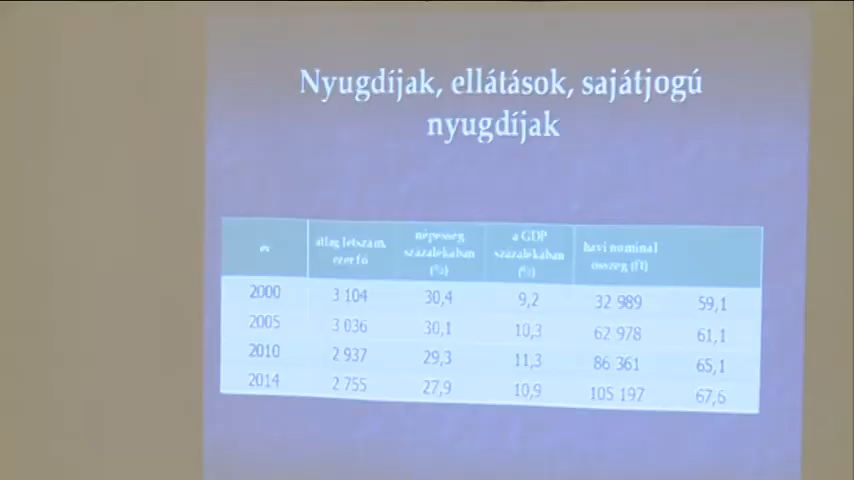 Nyugdíjak, ellátások, sajátjogú
nyugdíjak
év | átlag létszám, ezer fő | népesség százalékában (%) | a GDP százalékában (%) | havi nominál összeg (Ft)
2000 | 3 104 | 30,4 | 9,2 | 32 989 | 59,1
2005 | 3 036 | 30,1 | 10,3 | 62 978 | 61,1
2010 | 2 937 | 29,3 | 11,3 | 86 361 | 65,1
2014 | 2 755 | 27,9 | 10,9 | 105 197 | 67,6